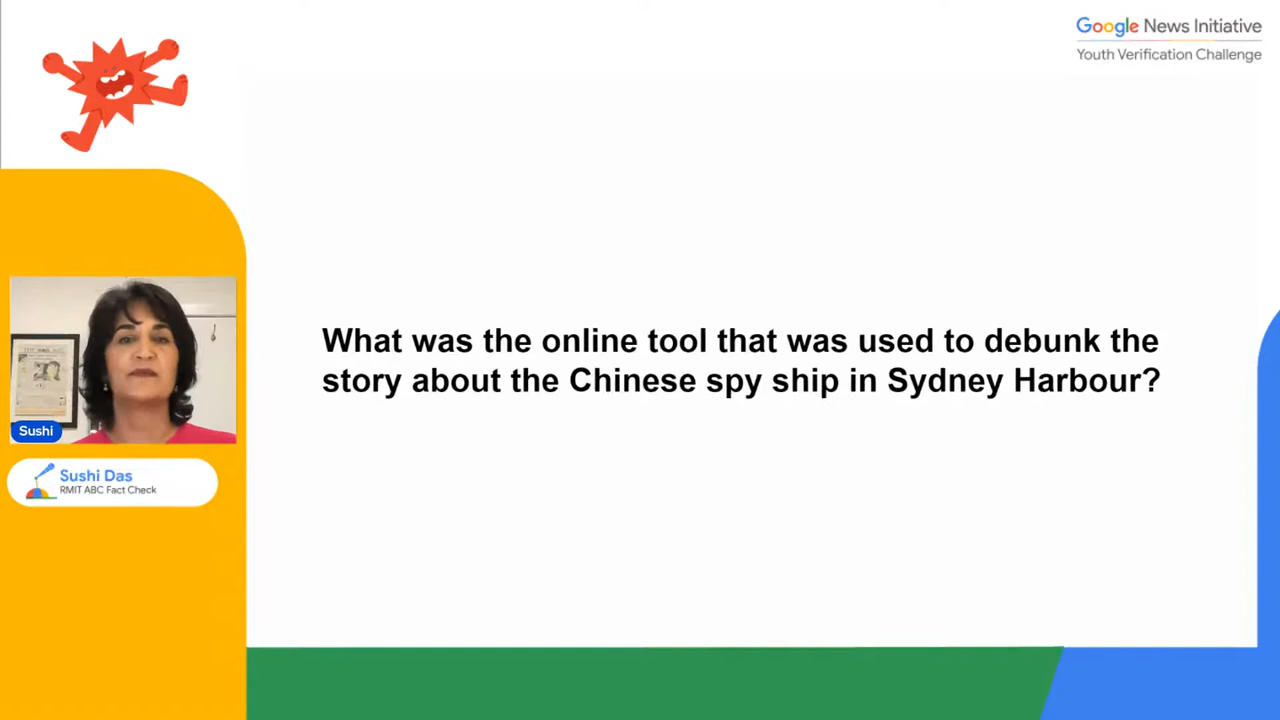 Google News Initiative
Youth Verification Challenge
What was the online tool that was used to debunk the
story about the Chinese spy ship in Sydney Harbour?
Sushi
Sushi Das
RMIT ABC Fact Check